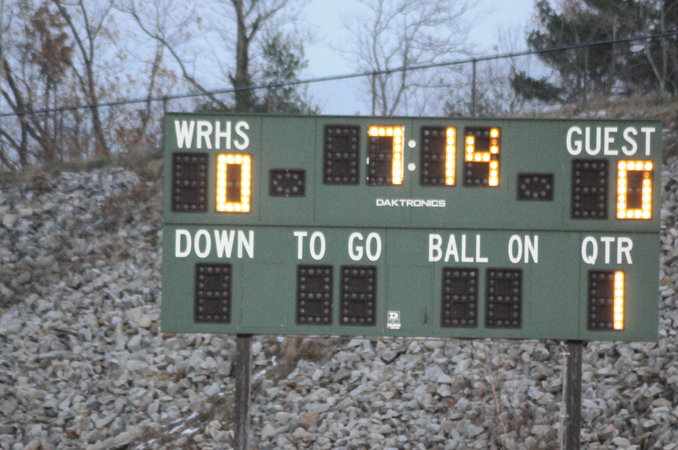 WRHS 0 7:14 GUEST 0
DAKTRONICS
DOWN TO GO BALL ON QTR
1